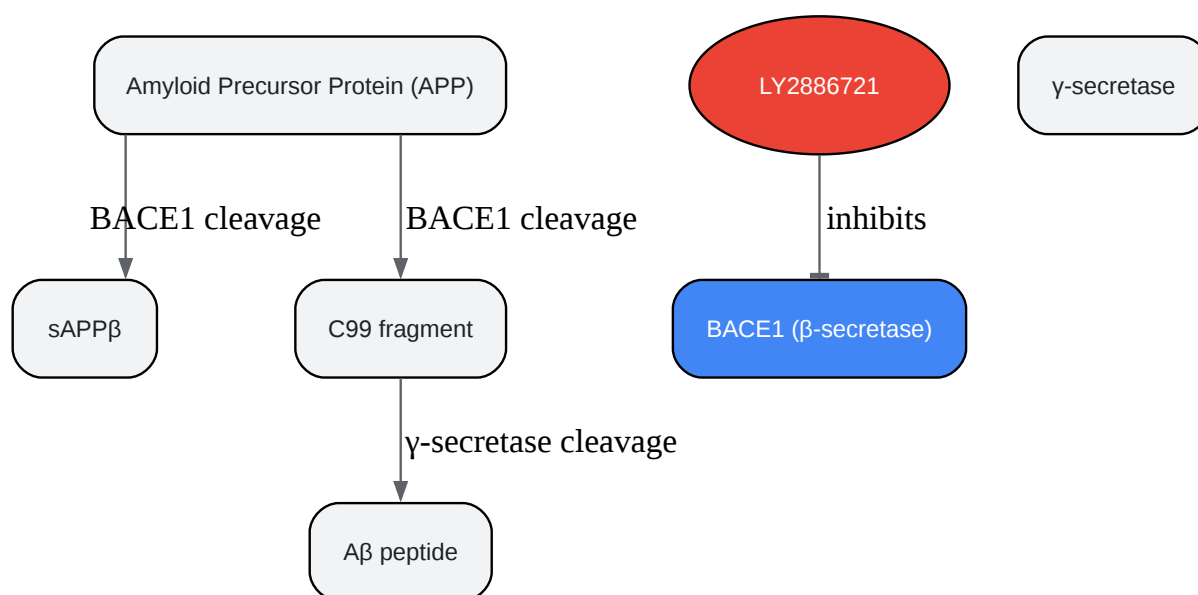 Amyloid Precursor Protein (APP)
LY2886721
γ-secretase
BACE1 cleavage
BACE1 cleavage
inhibits
sAPPβ
C99 fragment
BACE1 (β-secretase)
γ-secretase cleavage
Aβ peptide